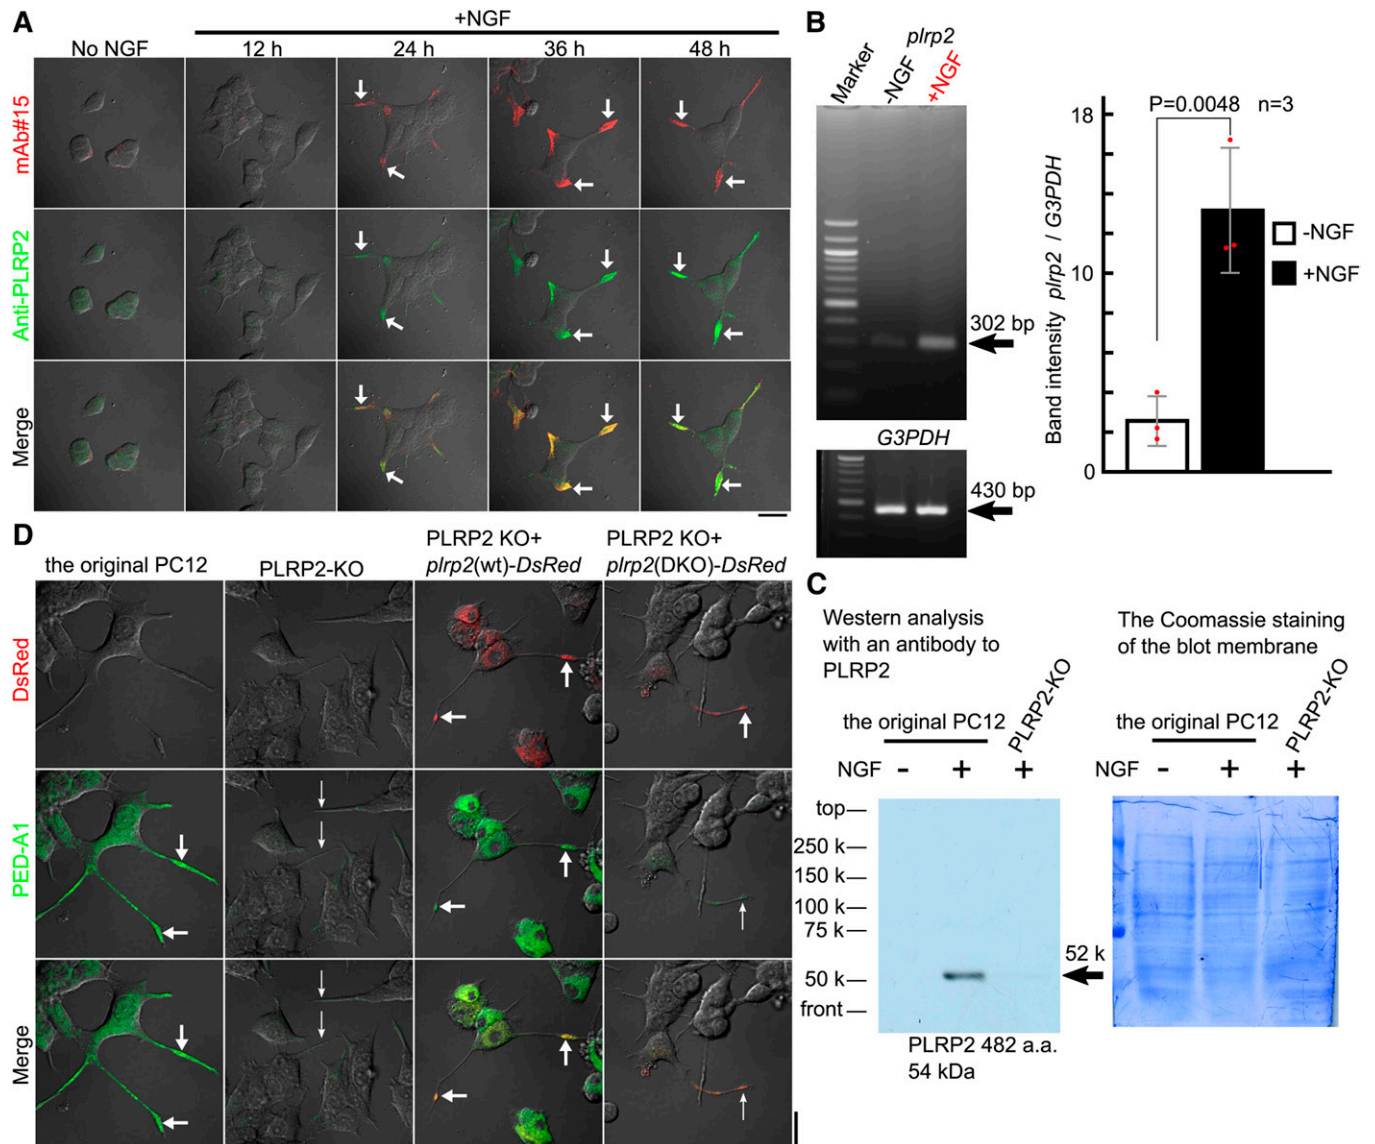 A
+NGF
No NGF
12 h
24 h
36 h
48 h
mAb#15
Anti-PLRP2
Merge
B
plrp2
Marker
-NGF
+NGF
302 bp
G3PDH
430 bp
P=0.0048 n=3
18
10
0
Band intensity plrp2 / G3PDH
-NGF
+NGF
D
the original PC12
PLRP2-KO
PLRP2 KO+
plrp2(wt)-DsRed
PLRP2 KO+
plrp2(DKO)-DsRed
DsRed
PED-A1
Merge
C
Western analysis
with an antibody to
PLRP2
the original PC12
PLRP2-KO
NGF - + +
top
250 k
150 k
100 k
75 k
50 k
front
52 k
PLRP2 482 a.a.
54 kDa
The Coomassie staining
of the blot membrane
the original PC12
PLRP2-KO
NGF - + +